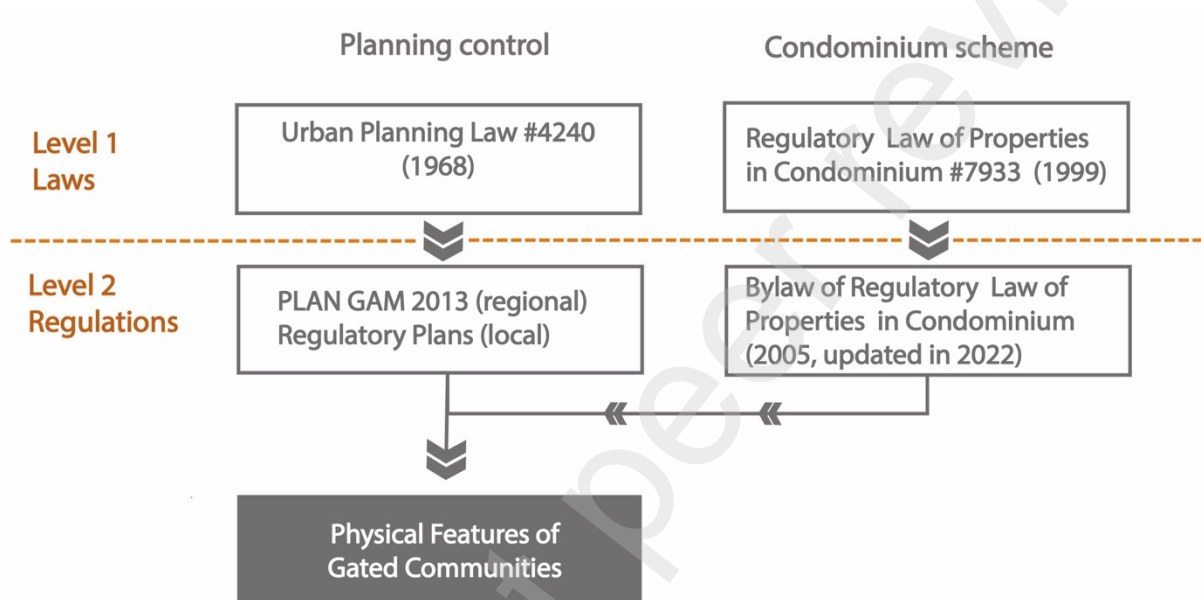 Planning control
Condominium scheme
Level 1
Laws
Urban Planning Law #4240
(1968)
Regulatory Law of Properties
in Condominium #7933 (1999)
Level 2
Regulations
PLAN GAM 2013 (regional)
Regulatory Plans (local)
Bylaw of Regulatory Law of
Properties in Condominium
(2005, updated in 2022)
Physical Features of
Gated Communities
peer rev